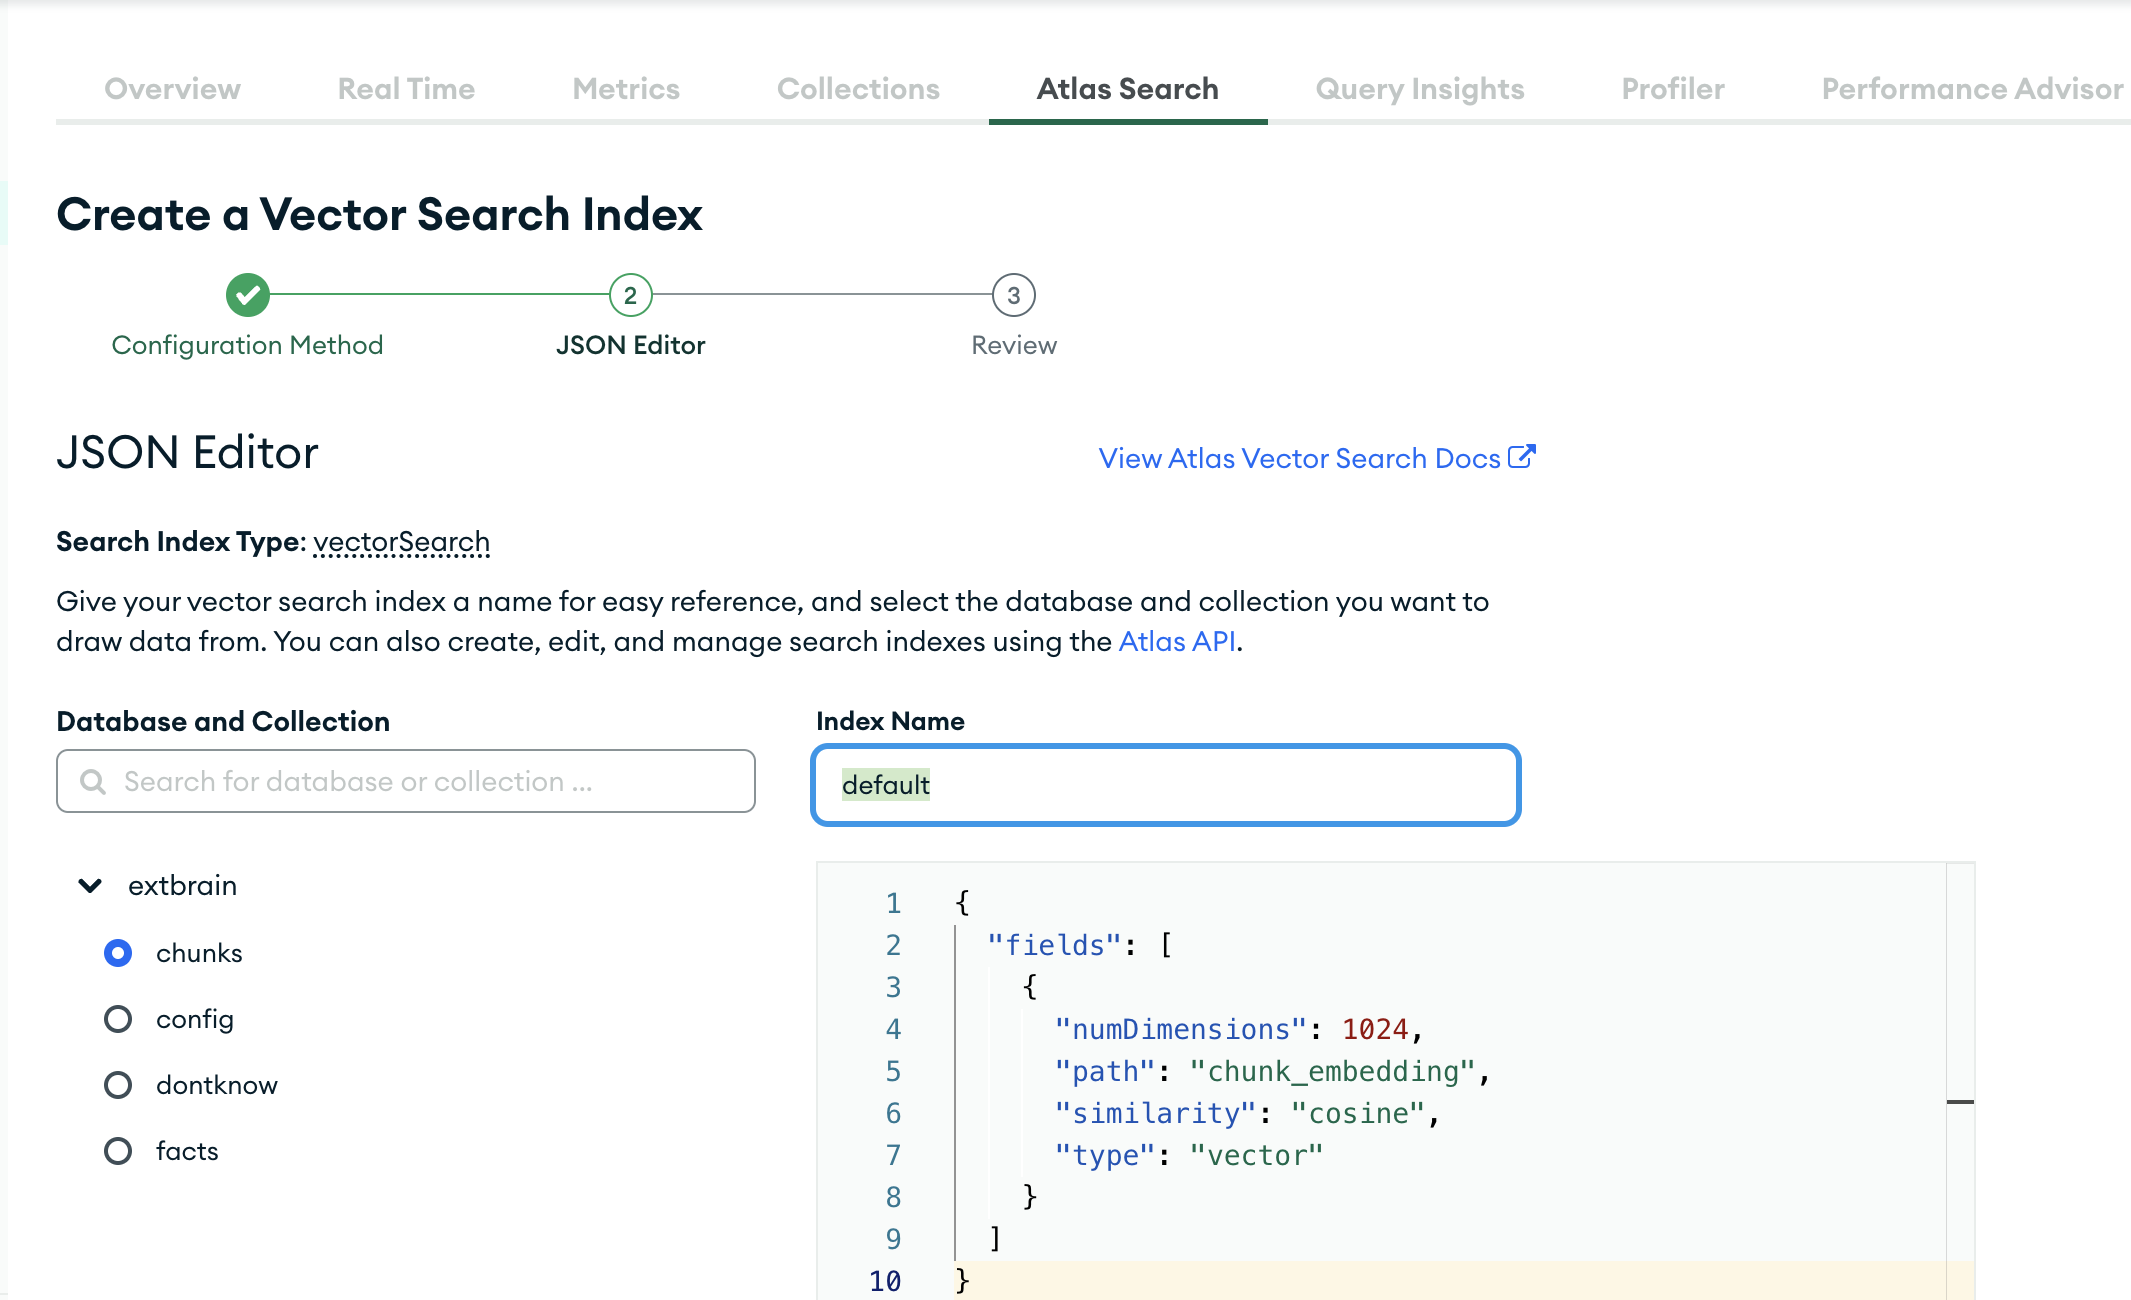 Overview Real Time Metrics Collections Atlas Search Query Insights Profiler Performance Advisor
Create a Vector Search Index
2 3
Configuration Method JSON Editor Review
JSON Editor
View Atlas Vector Search Docs
Search Index Type: vectorSearch
Give your vector search index a name for easy reference, and select the database and collection you want to
draw data from. You can also create, edit, and manage search indexes using the Atlas API.
Database and Collection
Search for database or collection ...
extbrain
chunks
config
dontknow
facts
Index Name
default
1 {
2 "fields": [
3 {
4 "numDimensions": 1024,
5 "path": "chunk_embedding",
6 "similarity": "cosine",
7 "type": "vector"
8 }
9 ]
10 }